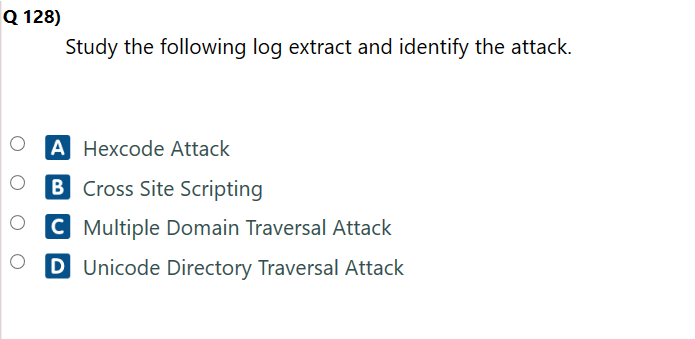 Q 128)
Study the following log extract and identify the attack.
A Hexcode Attack
B Cross Site Scripting
C Multiple Domain Traversal Attack
D Unicode Directory Traversal Attack